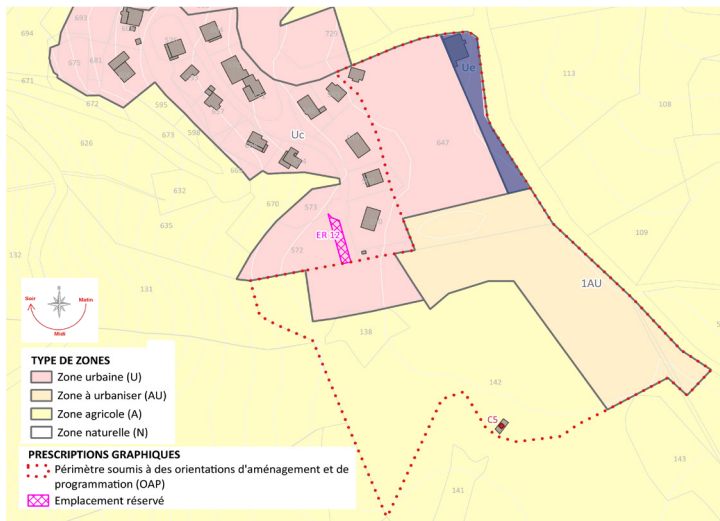 693
694
720
675
681
671
672
595
673
598
626
Uc
Ue
113
108
647
632
635
670
573
ER 12
572
109
132
131
1AU
138
142
C5
143
141
Soir
Matin
Midi
TYPE DE ZONES
Zone urbaine (U)
Zone à urbaniser (AU)
Zone agricole (A)
Zone naturelle (N)
PRESCRIPTIONS GRAPHIQUES
Périmètre soumis à des orientations d'aménagement et de
programmation (OAP)
Emplacement réservé